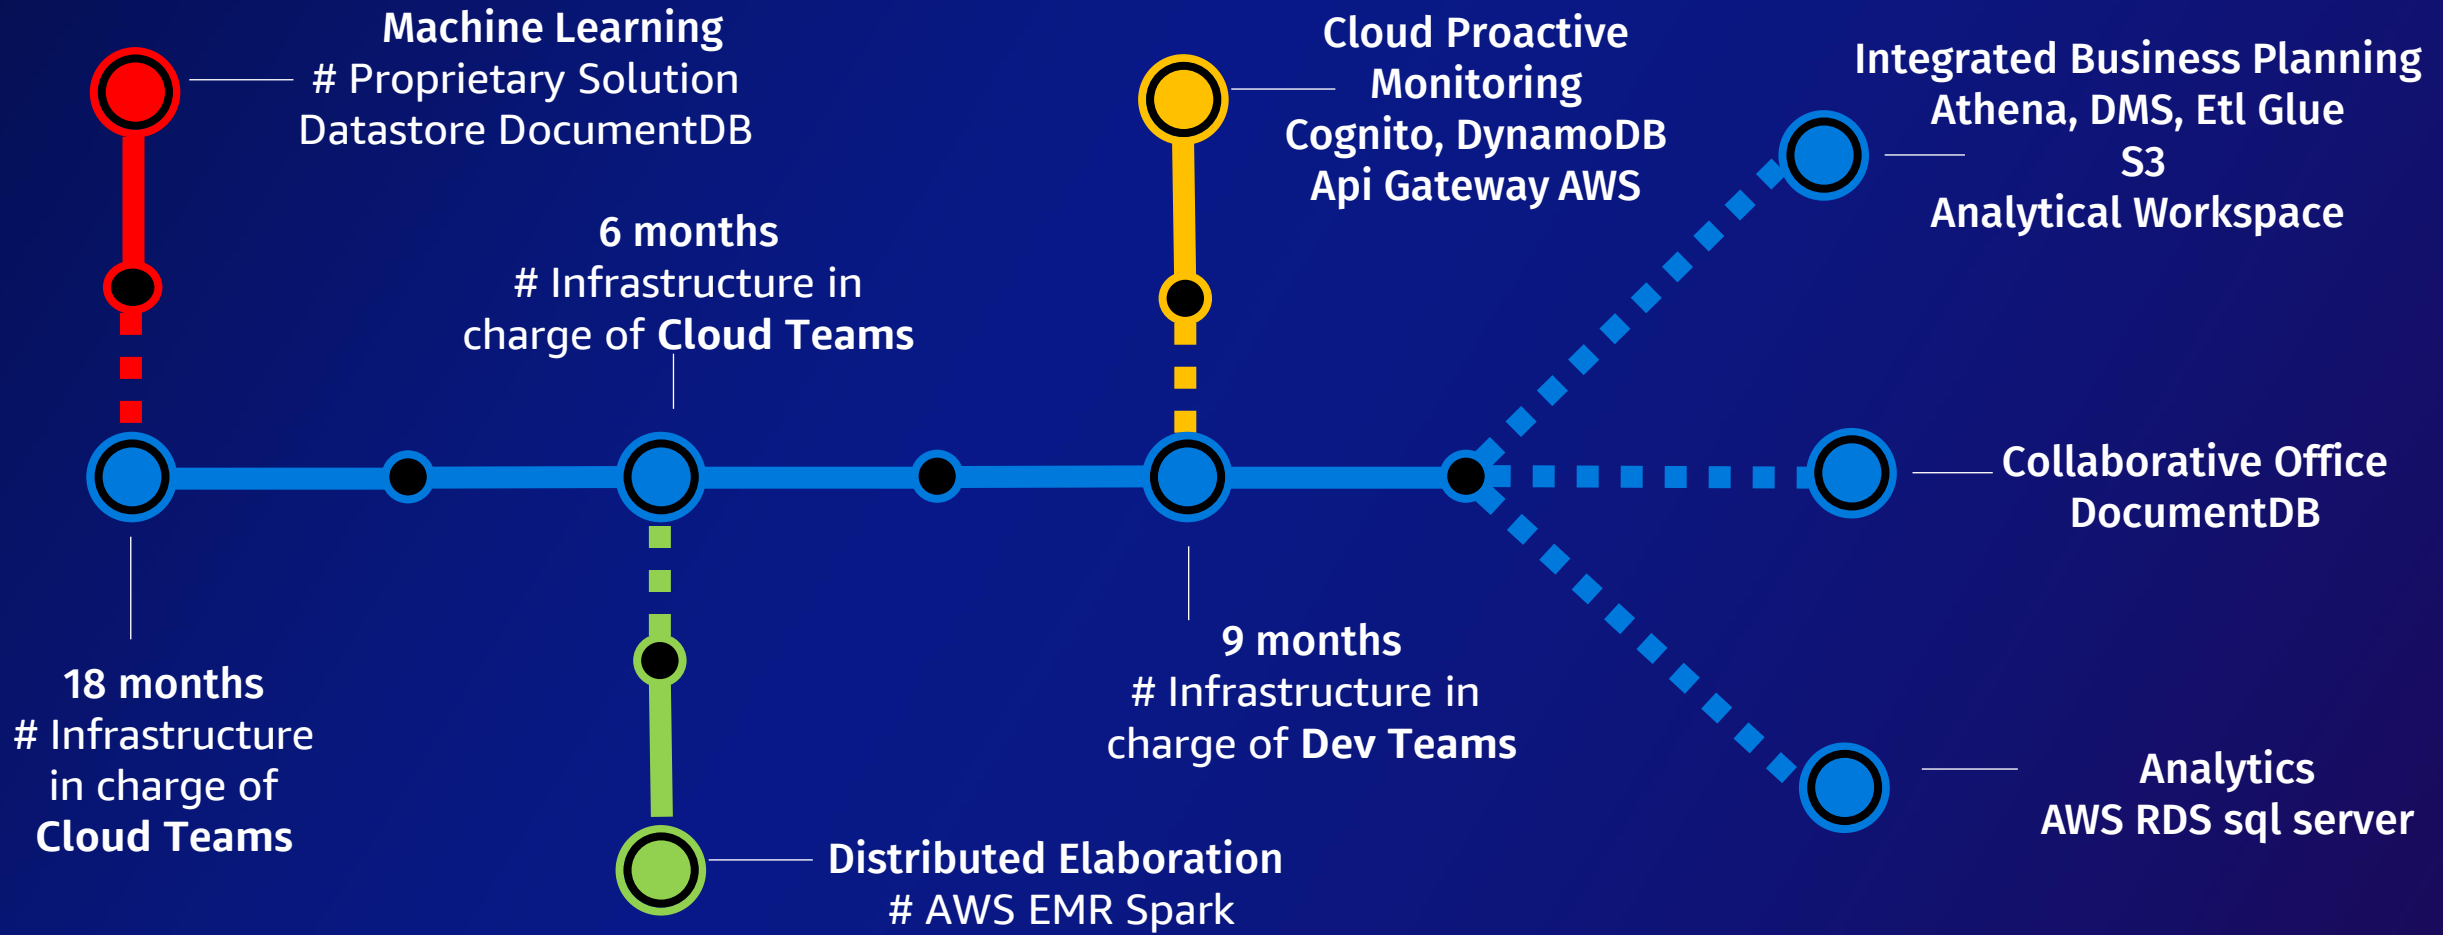 Machine Learning
# Proprietary Solution
Datastore DocumentDB
6 months
# Infrastructure in
charge of Cloud Teams
Cloud Proactive
Monitoring
Cognito, DynamoDB
Api Gateway AWS
Integrated Business Planning
Athena, DMS, Etl Glue
S3
Analytical Workspace
Collaborative Office
DocumentDB
18 months
# Infrastructure
in charge of
Cloud Teams
9 months
# Infrastructure in
charge of Dev Teams
Distributed Elaboration
# AWS EMR Spark
Analytics
AWS RDS sql server